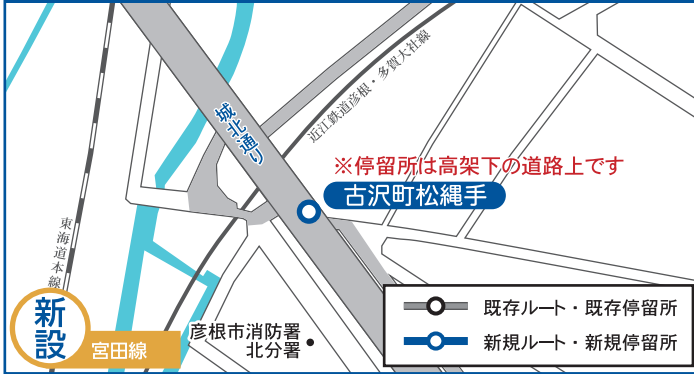 近江鉄道彦根・多賀大社線
城北通り
※停留所は高架下の道路上です
古沢町松縄手
東海道本線
新設
宮田線
彦根市消防署
北分署
既存ルート・既存停留所
新規ルート・新規停留所